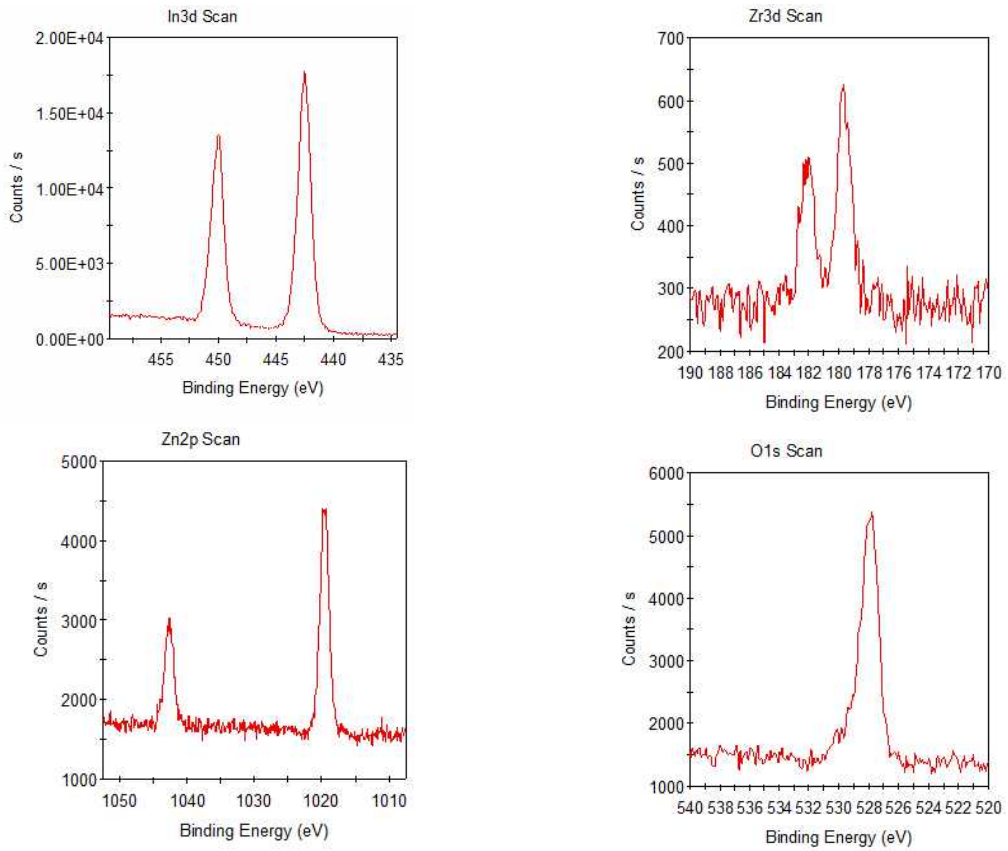 In3d Scan
2.00E+04
1.50E+04
1.00E+04
5.00E+03
0.00E+00
Counts / s
455 450 445 440 435
Binding Energy (eV)
Zr3d Scan
700
600
500
400
300
200
Counts / s
190 188 186 184 182 180 178 176 174 172 170
Binding Energy (eV)
Zn2p Scan
5000
4000
3000
2000
1000
Counts / s
1050 1040 1030 1020 1010
Binding Energy (eV)
O1s Scan
6000
5000
4000
3000
2000
1000
Counts / s
540 538 536 534 532 530 528 526 524 522 520
Binding Energy (eV)